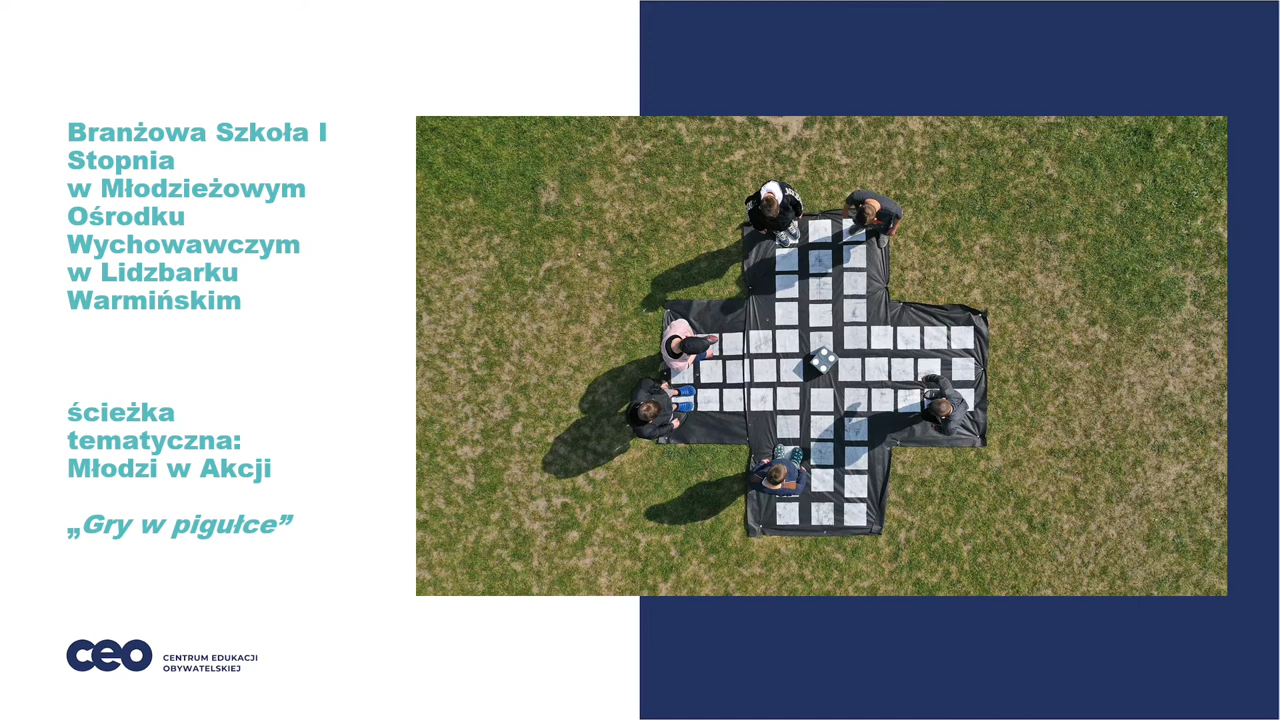 Branżowa Szkoła I
Stopnia
w Młodzieżowym
Ośrodku
Wychowawczym
w Lidzbarku
Warmińskim
ścieżka
tematyczna:
Młodzi w Akcji
„Gry w pigułce”
ceo CENTRUM EDUKACJI
OBYWATELSKIEJ